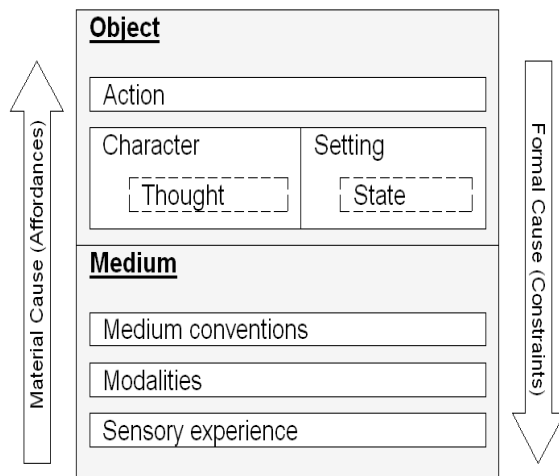 Object
Action
Character
Setting
Thought
State
Medium
Medium conventions
Modalities
Sensory experience
Material Cause (Affordances)
Formal Cause (Constraints)